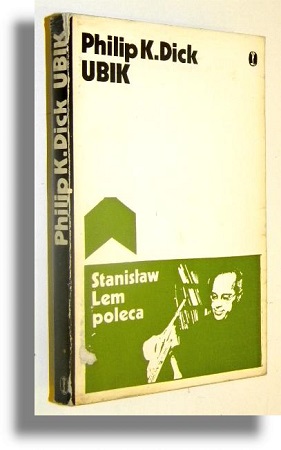 Philip K.Dick
UBIK
Philip K.Dick UBIK
Stanisław
Lem
poleca